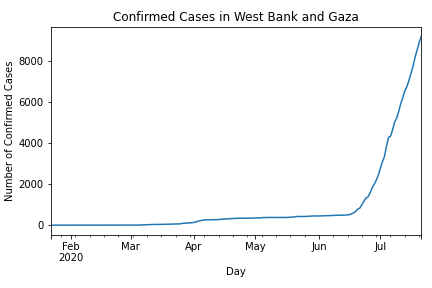 Confirmed Cases in West Bank and Gaza
Number of Confirmed Cases
8000
6000
4000
2000
0
Feb Mar Apr May Jun Jul
2020
Day